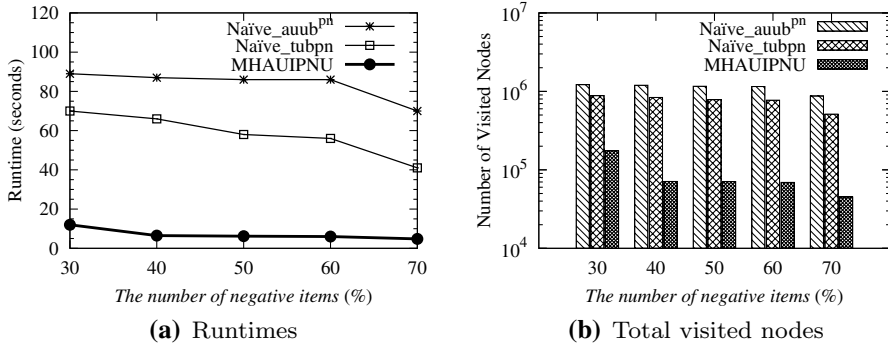 120
100
80
60
40
20
0
Runtime (seconds)
Naïve_auub^pn
Naïve_tubpn
MHAUIPNU
30 40 50 60 70
The number of negative items (%)
(a) Runtimes
10^7
10^6
10^5
10^4
Number of Visited Nodes
Naïve_auub^pn
Naïve_tubpn
MHAUIPNU
30 40 50 60 70
The number of negative items (%)
(b) Total visited nodes